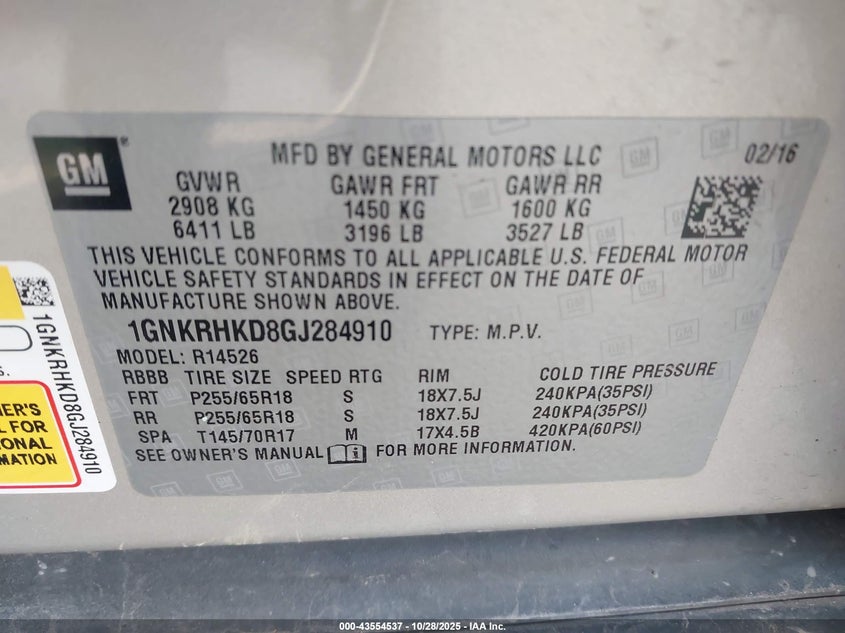 GM ®
MFD BY GENERAL MOTORS LLC 02/16
GVWR GAWR FRT GAWR RR
2908 KG 1450 KG 1600 KG
6411 LB 3196 LB 3527 LB
THIS VEHICLE CONFORMS TO ALL APPLICABLE U.S. FEDERAL MOTOR
VEHICLE SAFETY STANDARDS IN EFFECT ON THE DATE OF
MANUFACTURE SHOWN ABOVE.
1GNKRHKD8GJ284910 TYPE: M.P.V.
MODEL: R14526
RBBB TIRE SIZE SPEED RTG RIM COLD TIRE PRESSURE
FRT P255/65R18 S 18X7.5J 240KPA(35PSI)
RR P255/65R18 S 18X7.5J 240KPA(35PSI)
SPA T145/70R17 M 17X4.5B 420KPA(60PSI)
SEE OWNER'S MANUAL FOR MORE INFORMATION.
1GNKRHKD8GJ284910
000-43554537 - 10/28/2025 - IAA Inc.